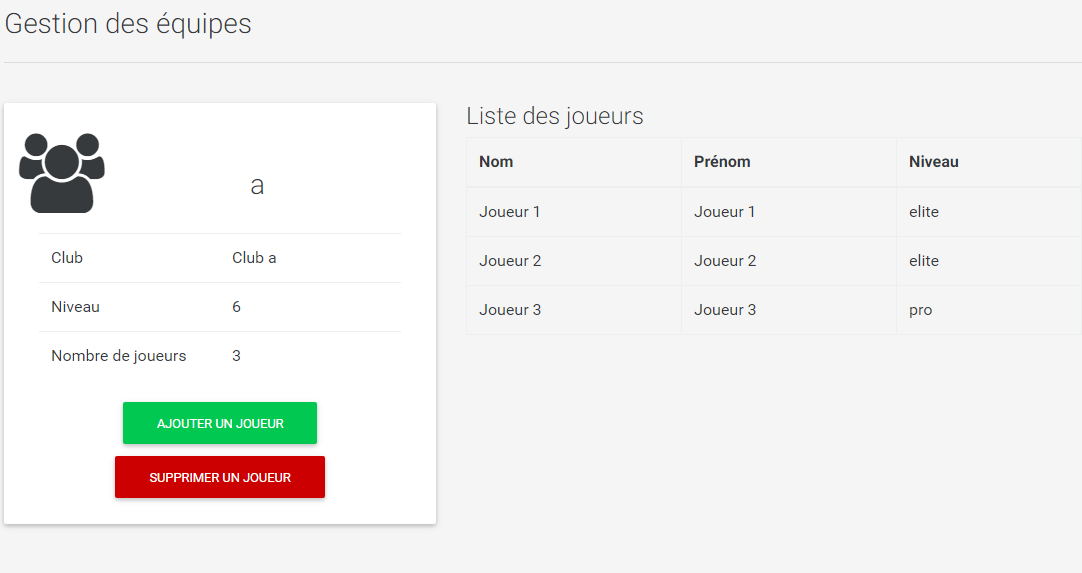 Gestion des équipes
a
Club Club a
Niveau 6
Nombre de joueurs 3
AJOUTER UN JOUEUR
SUPPRIMER UN JOUEUR
Liste des joueurs
Nom Prénom Niveau
Joueur 1 Joueur 1 elite
Joueur 2 Joueur 2 elite
Joueur 3 Joueur 3 pro